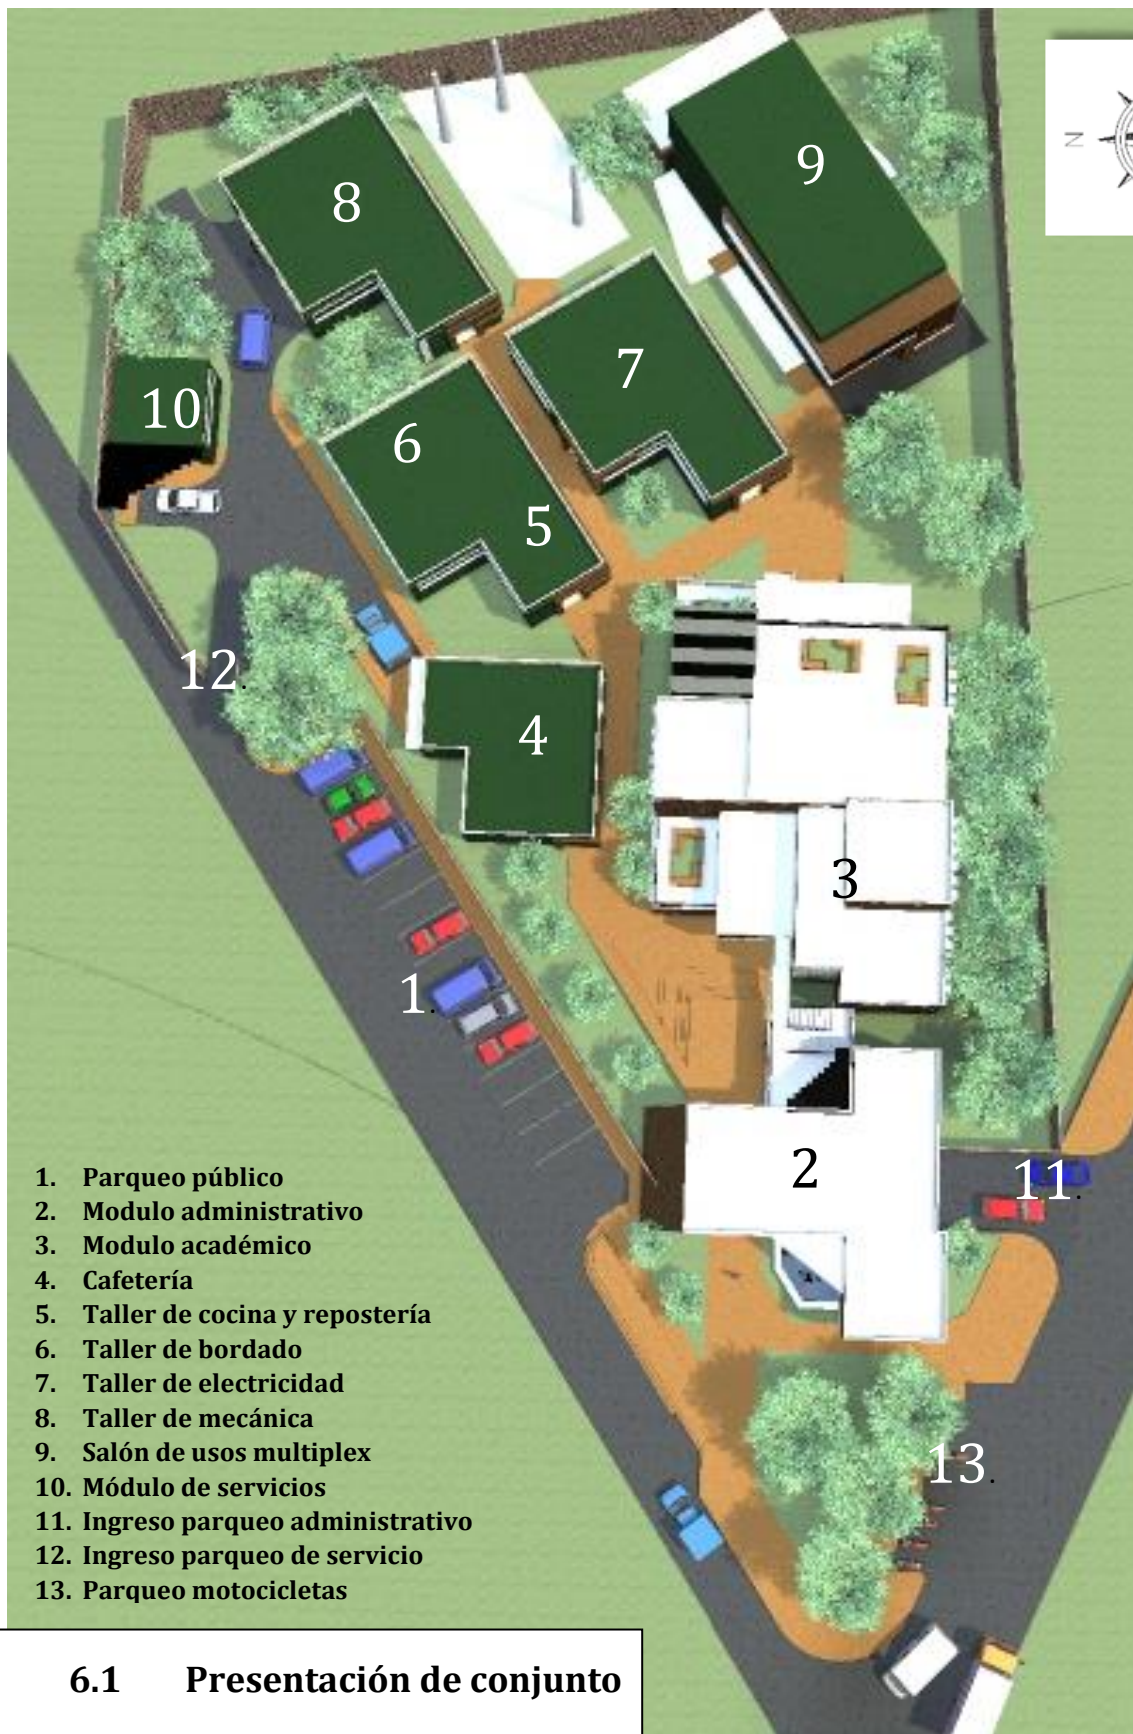 9
N
8
7
10
6
5
12.
4
3
1.
2
11.
1. Parqueo público
2. Modulo administrativo
3. Modulo académico
4. Cafetería
5. Taller de cocina y repostería
6. Taller de bordado
7. Taller de electricidad
8. Taller de mecánica
9. Salón de usos multiplex
10. Módulo de servicios
11. Ingreso parqueo administrativo
12. Ingreso parqueo de servicio
13. Parqueo motocicletas
13.
6.1 Presentación de conjunto